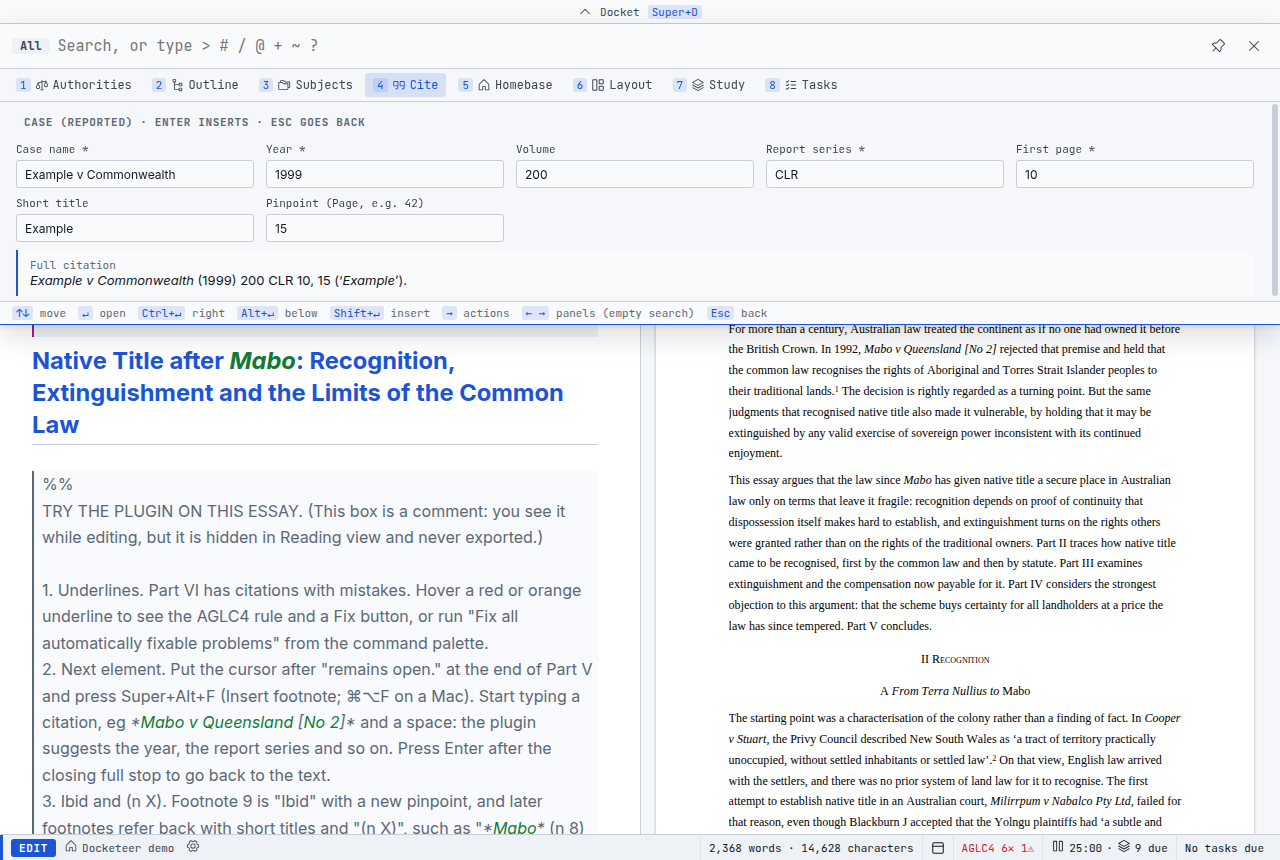 Docket Super+D
All Search, or type > # / @ + ~ ?
1 Authorities 2 Outline 3 Subjects 4 Cite 5 Homebase 6 Layout 7 Study 8 Tasks
CASE (REPORTED) · ENTER INSERTS · ESC GOES BACK
Case name * Year * Volume Report series * First page *
Example v Commonwealth 1999 200 CLR 10
Short title Pinpoint (Page, e.g. 42)
Example 15
Full citation
Example v Commonwealth (1999) 200 CLR 10, 15 (‘Example’).
↑↓ move ↵ open Ctrl+↵ right Alt+↵ below Shift+↵ insert → actions ← → panels (empty search) Esc back
Native Title after Mabo: Recognition,
Extinguishment and the Limits of the Common
Law
%%
TRY THE PLUGIN ON THIS ESSAY. (This box is a comment: you see it
while editing, but it is hidden in Reading view and never exported.)
1. Underlines. Part VI has citations with mistakes. Hover a red or orange
underline to see the AGLC4 rule and a Fix button, or run "Fix all
automatically fixable problems" from the command palette.
2. Next element. Put the cursor after "remains open." at the end of Part V
and press Super+Alt+F (Insert footnote; ⌘⌥F on a Mac). Start typing a
citation, eg *Mabo v Queensland [No 2]* and a space: the plugin
suggests the year, the report series and so on. Press Enter after the
closing full stop to go back to the text.
3. Ibid and (n X). Footnote 9 is "Ibid" with a new pinpoint, and later
footnotes refer back with short titles and "(n X)", such as "*Mabo* (n 8)
For more than a century, Australian law treated the continent as if no one had owned it before
the British Crown. In 1992, Mabo v Queensland [No 2] rejected that premise and held that
the common law recognises the rights of Aboriginal and Torres Strait Islander peoples to
their traditional lands.¹ The decision is rightly regarded as a turning point. But the same
judgments that recognised native title also made it vulnerable, by holding that it may be
extinguished by any valid exercise of sovereign power inconsistent with its continued
enjoyment.
This essay argues that the law since Mabo has given native title a secure place in Australian
law only on terms that leave it fragile: recognition depends on proof of continuity that
dispossession itself makes hard to establish, and extinguishment turns on the rights others
were granted rather than on the rights of the traditional owners. Part II traces how native title
came to be recognised, first by the common law and then by statute. Part III examines
extinguishment and the compensation now payable for it. Part IV considers the strongest
objection to this argument: that the scheme buys certainty for all landholders at a price the
law has since tempered. Part V concludes.
II Recognition
A From Terra Nullius to Mabo
The starting point was a characterisation of the colony rather than a finding of fact. In Cooper
v Stuart, the Privy Council described New South Wales as ‘a tract of territory practically
unoccupied, without settled inhabitants or settled law’.² On that view, English law arrived
with the settlers, and there was no prior system of land law for it to recognise. The first
attempt to establish native title in an Australian court, Milirrpum v Nabalco Pty Ltd, failed for
that reason, even though Blackburn J accepted that the Yolngu plaintiffs had ‘a subtle and
EDIT Docketeer demo 2,368 words · 14,628 characters AGLC4 6× 1⚠ 25:00 · 9 due No tasks due